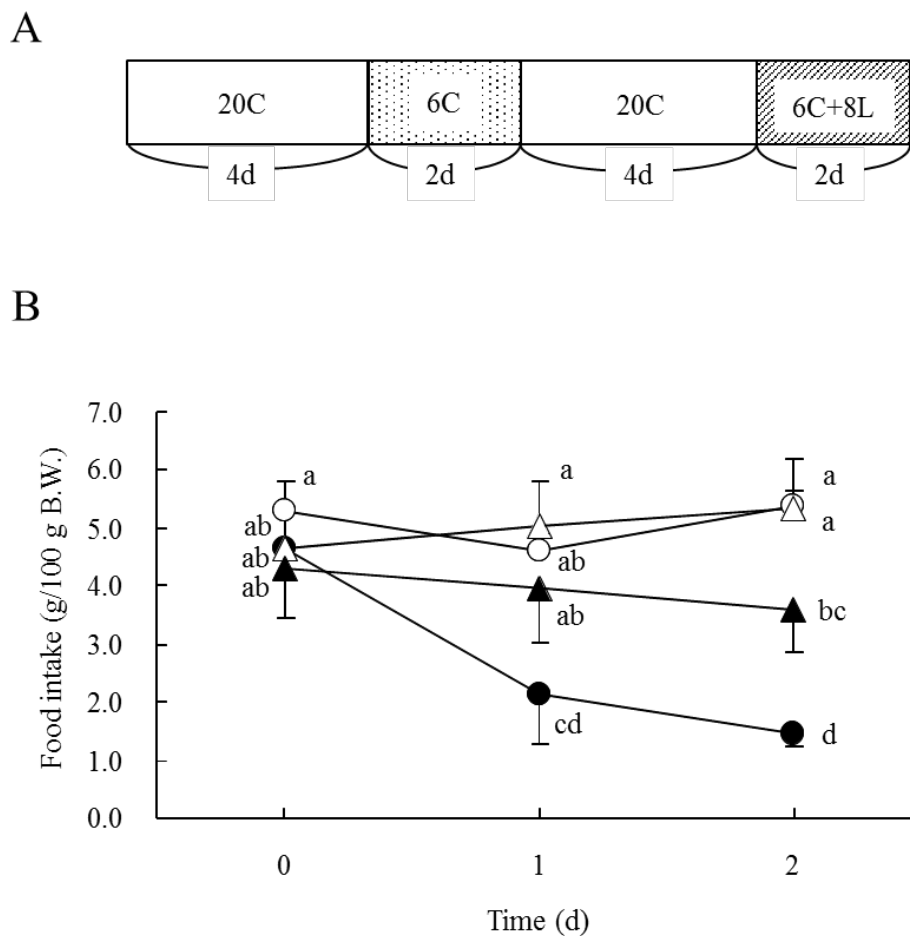 A
20C 6C 20C 6C+8L
4d 2d 4d 2d
B
Food intake (g/100 g B.W.)
7.0
6.0
5.0
4.0
3.0
2.0
1.0
0.0
a a a
ab a
ab ab
ab ab bc
cd d
0 1 2
Time (d)